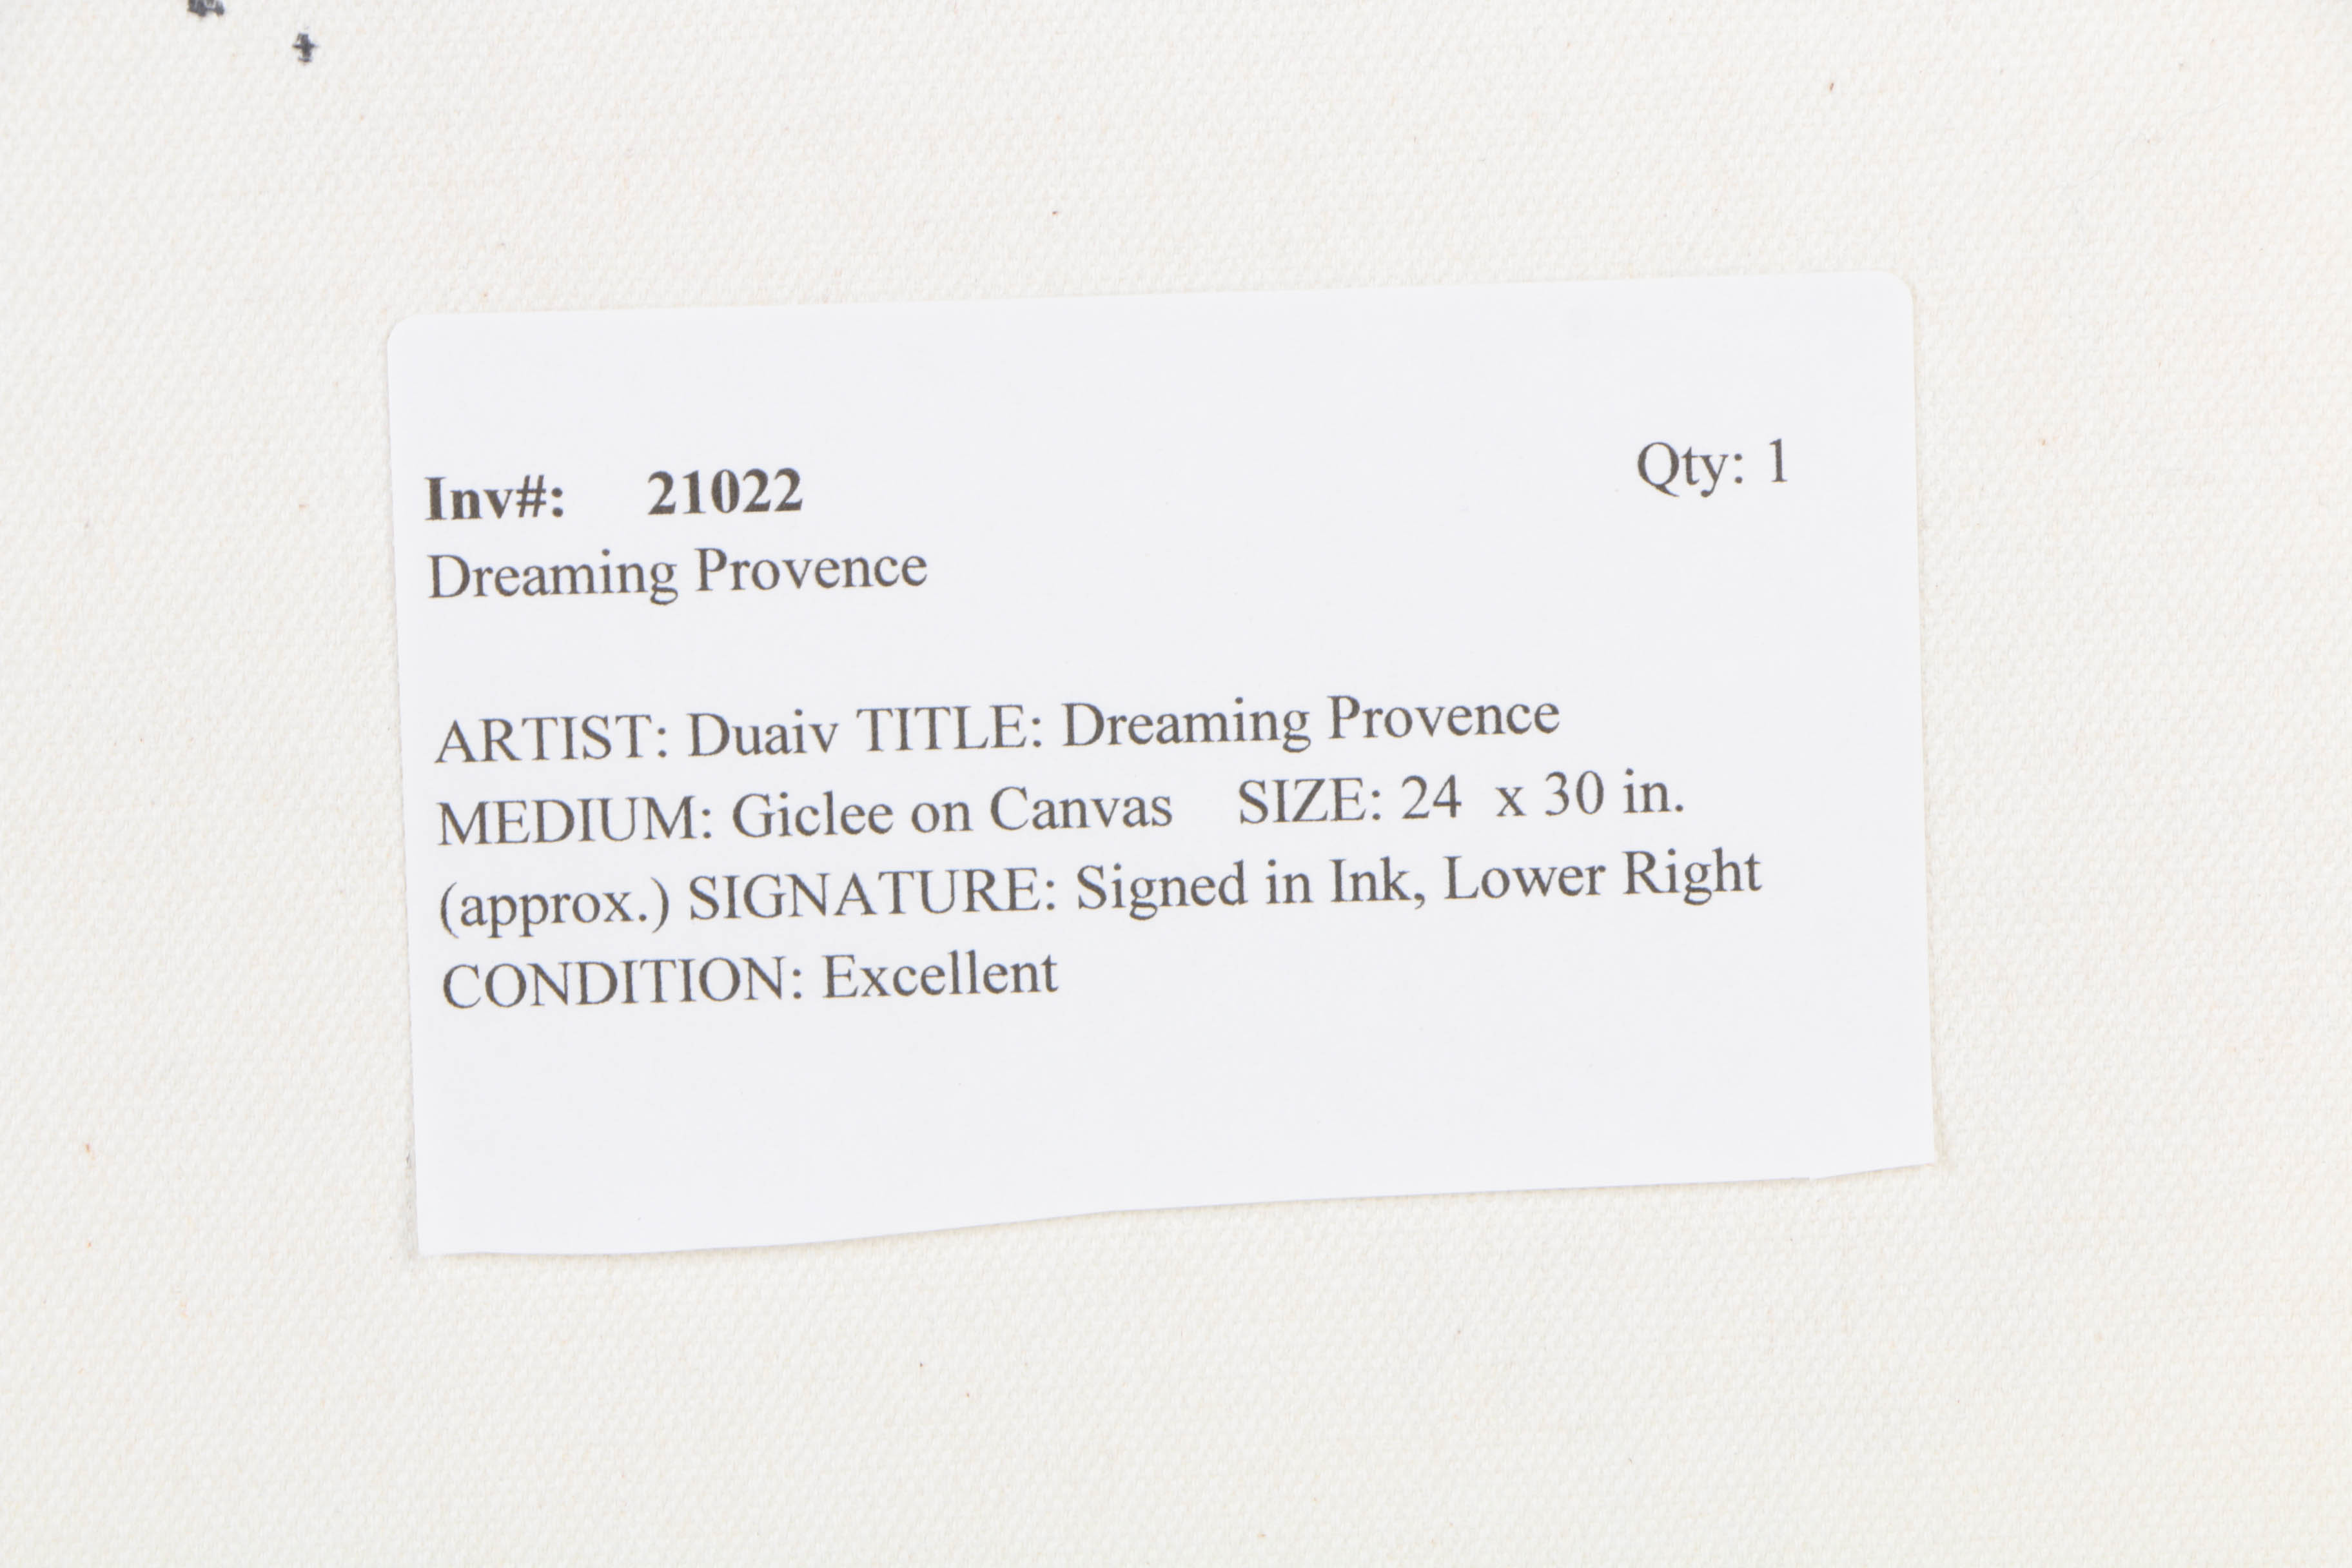 Inv#: 21022 Qty: 1
Dreaming Provence
ARTIST: Duaiv TITLE: Dreaming Provence
MEDIUM: Giclee on Canvas SIZE: 24 x 30 in.
(approx.) SIGNATURE: Signed in Ink, Lower Right
CONDITION: Excellent